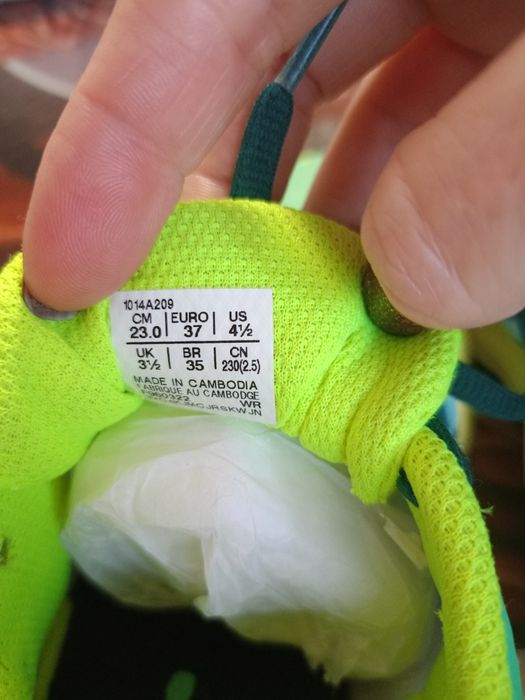 1014A209
CM EURO US
23.0 37 4½
UK BR CN
3½ 35 230(2.5)
MADE IN CAMBODIA
FABRIQUE AU CAMBODGE
WR